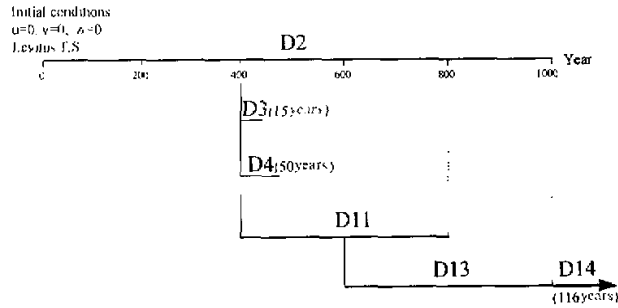 Initial conditions
u=0, v=0, =0
Levitus T.S
D2
Year
0 200 400 600 800 1000
D3(15years)
D4(50years)
D11
D13 D14
(116years)